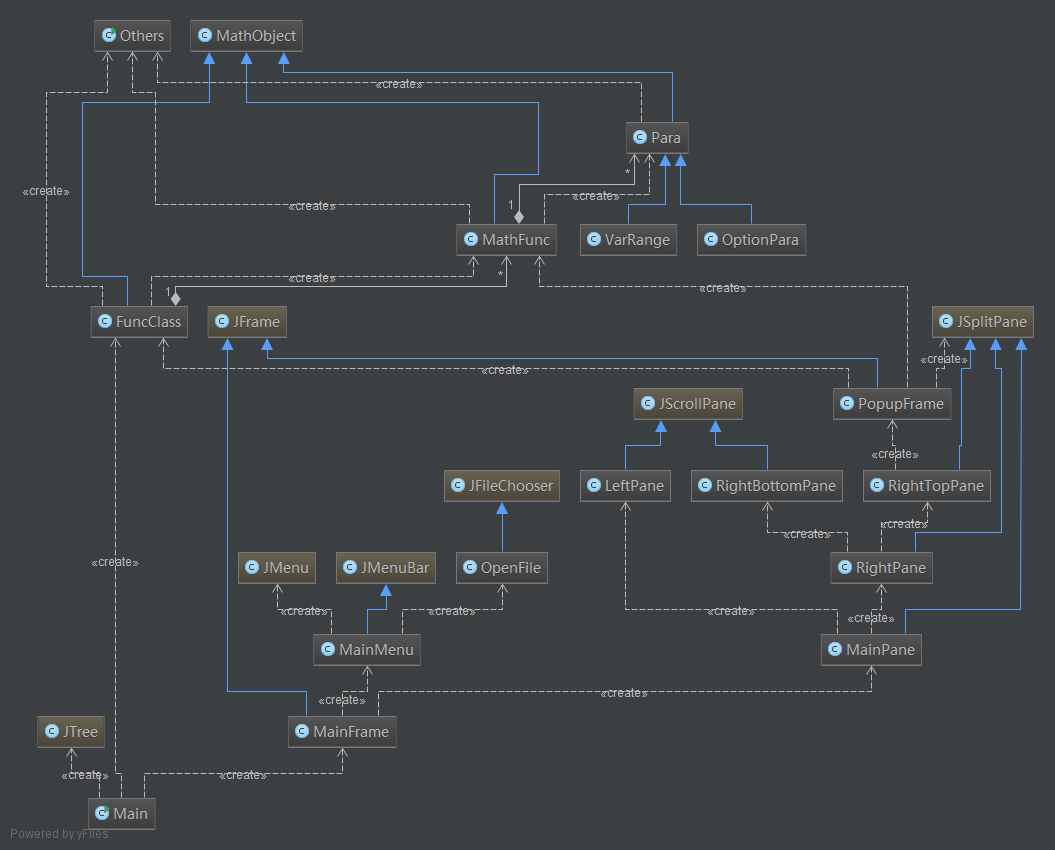 Others
MathObject
«create»
Para
«create»
*
«create»
1
«create»
MathFunc
VarRange
OptionPara
«create»
*
1
«create»
FuncClass
JFrame
JSplitPane
«create»
«create»
JScrollPane
PopupFrame
«create»
JFileChooser
LeftPane
RightBottomPane
RightTopPane
«create»
«create»
«create»
JMenu
JMenuBar
OpenFile
RightPane
«create»
«create»
«create»
«create»
MainMenu
MainPane
«create»
«create»
JTree
MainFrame
«create»
«create»
Main
Powered by yFiles